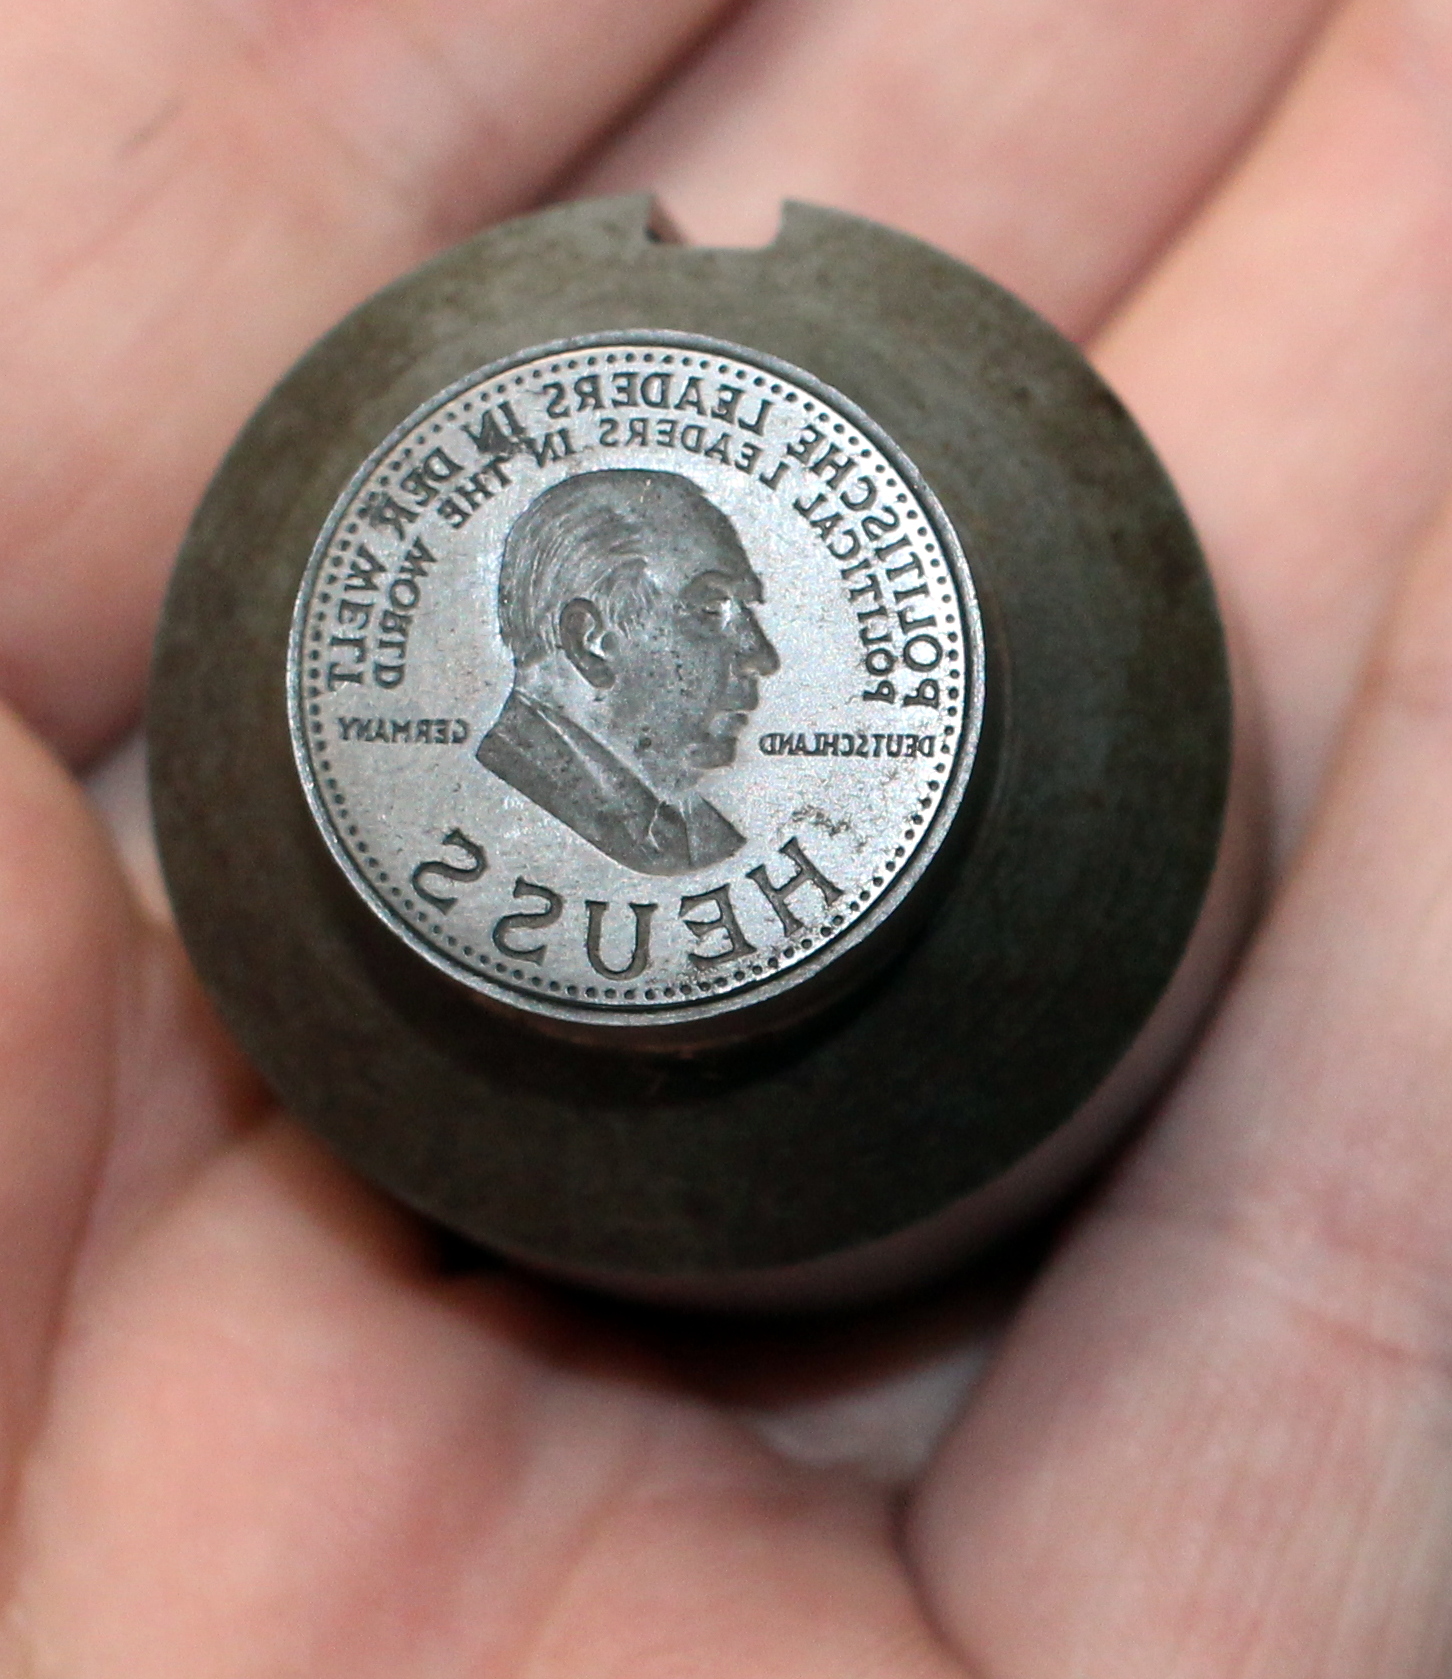 POLITISCHE LEADERS IN DER WELT
POLITICAL LEADERS IN THE WORLD
DEUTSCHLAND
GERMANY
HEUSS